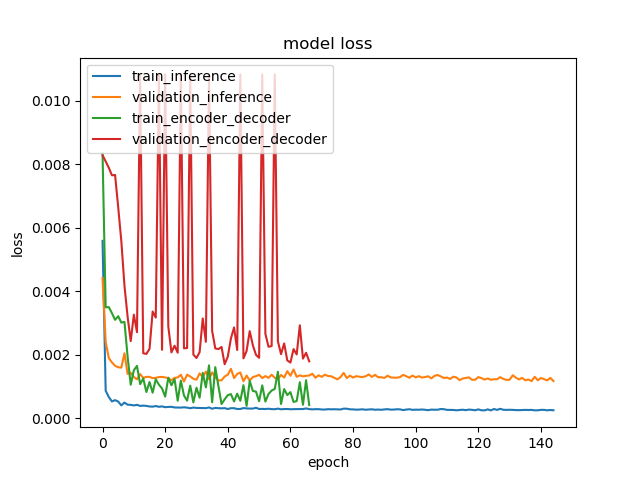 model loss
train_inference
validation_inference
train_encoder_decoder
validation_encoder_decoder
loss
0.010
0.008
0.006
0.004
0.002
0.000
0 20 40 60 80 100 120 140
epoch